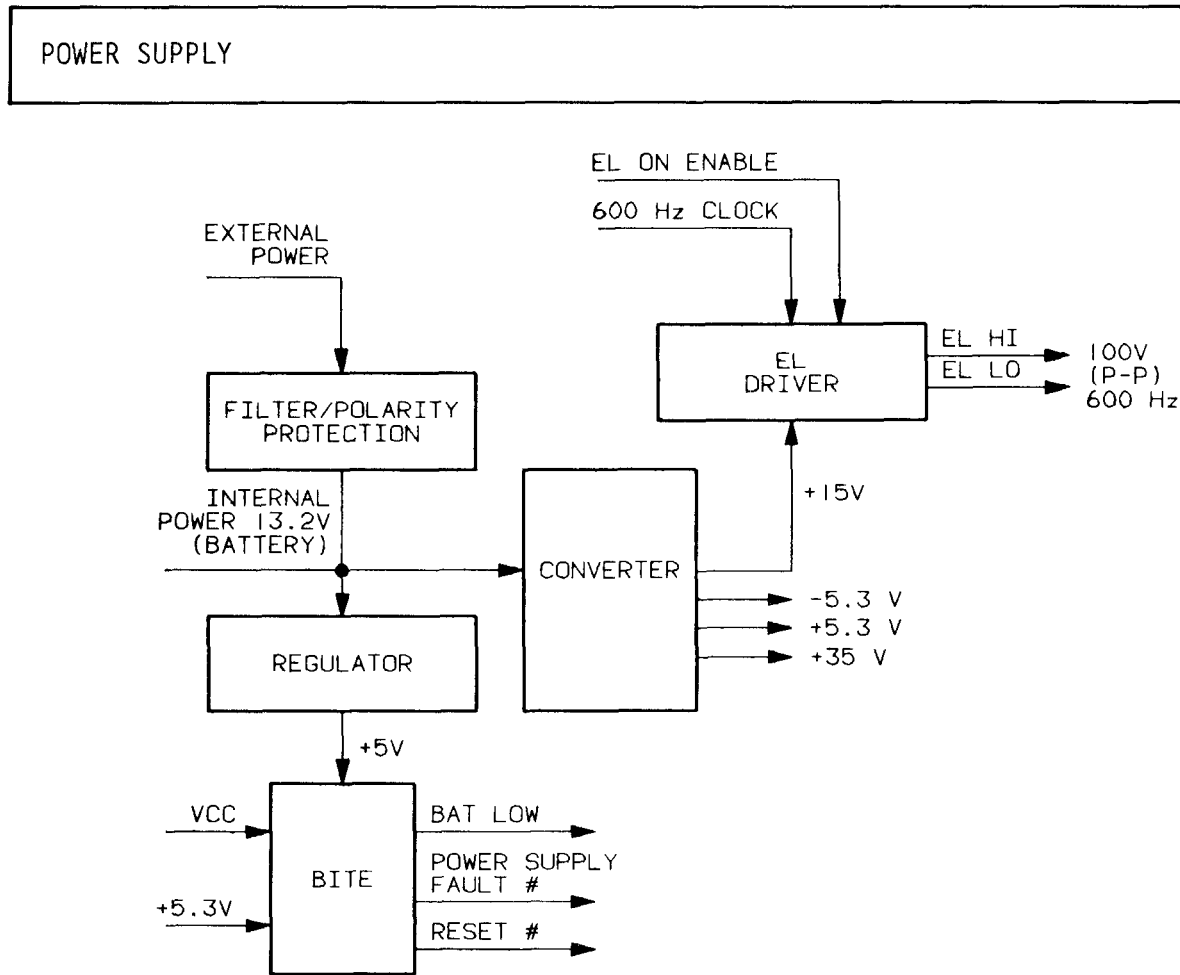 POWER SUPPLY
EL ON ENABLE
600 Hz CLOCK
EXTERNAL
POWER
EL
DRIVER
EL HI
EL LO
100V
(P-P)
600 Hz
FILTER/POLARITY
PROTECTION
INTERNAL
POWER 13.2V
(BATTERY)
+15V
CONVERTER
-5.3 V
+5.3 V
+35 V
REGULATOR
+5V
VCC
+5.3V
BITE
BAT LOW
POWER SUPPLY
FAULT #
RESET #